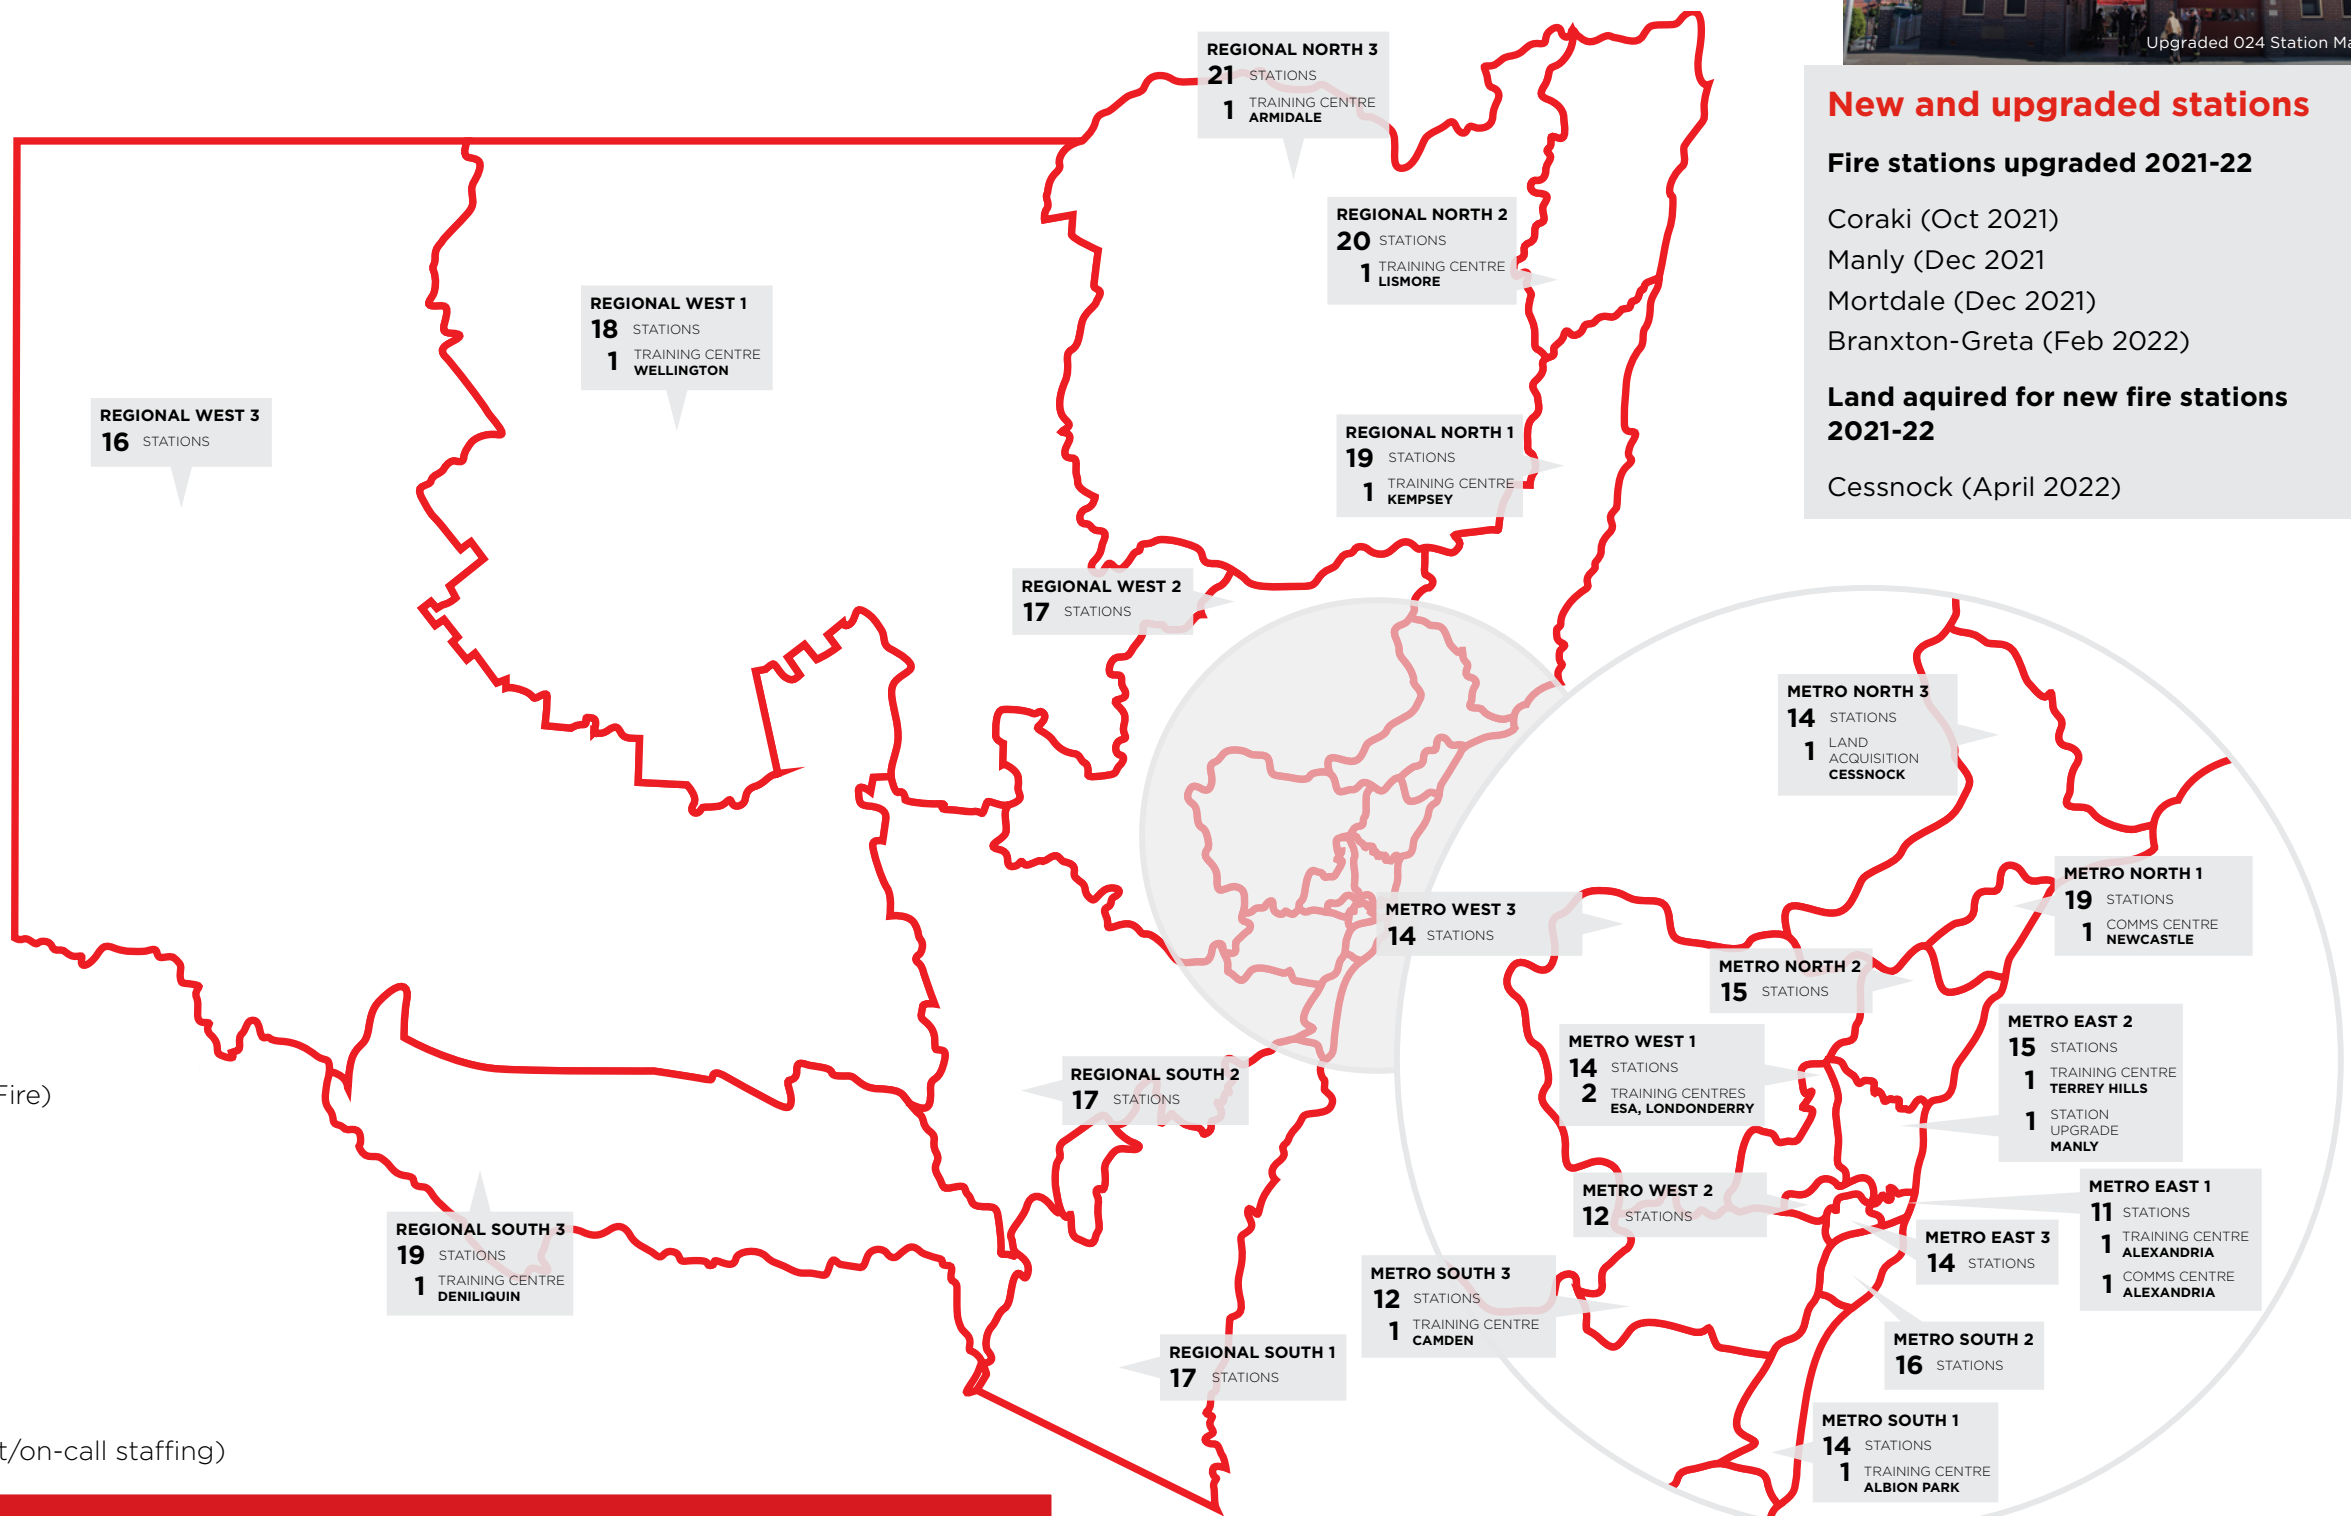 Upgraded 024 Station
New and upgraded stations
Fire stations upgraded 2021-22
Coraki (Oct 2021)
Manly (Dec 2021
Mortdale (Dec 2021)
Branxton-Greta (Feb 2022)
Land aquired for new fire stations
2021-22
Cessnock (April 2022)
REGIONAL NORTH 3
21 STATIONS
1 TRAINING CENTRE
ARMIDALE
REGIONAL NORTH 2
20 STATIONS
1 TRAINING CENTRE
LISMORE
REGIONAL WEST 1
18 STATIONS
1 TRAINING CENTRE
WELLINGTON
REGIONAL WEST 3
16 STATIONS
REGIONAL NORTH 1
19 STATIONS
1 TRAINING CENTRE
KEMPSEY
REGIONAL WEST 2
17 STATIONS
METRO NORTH 3
14 STATIONS
1 LAND
ACQUISITION
CESSNOCK
METRO NORTH 1
19 STATIONS
1 COMMS CENTRE
NEWCASTLE
METRO WEST 3
14 STATIONS
METRO NORTH 2
15 STATIONS
METRO EAST 2
15 STATIONS
1 TRAINING CENTRE
TERREY HILLS
1 STATION
UPGRADE
MANLY
METRO WEST 1
14 STATIONS
2 TRAINING CENTRES
ESA, LONDONDERRY
REGIONAL SOUTH 2
17 STATIONS
Fire)
METRO WEST 2
12 STATIONS
METRO EAST 1
11 STATIONS
1 TRAINING CENTRE
ALEXANDRIA
1 COMMS CENTRE
ALEXANDRIA
REGIONAL SOUTH 3
19 STATIONS
1 TRAINING CENTRE
DENILIQUIN
METRO EAST 3
14 STATIONS
METRO SOUTH 3
12 STATIONS
1 TRAINING CENTRE
CAMDEN
METRO SOUTH 2
16 STATIONS
REGIONAL SOUTH 1
17 STATIONS
METRO SOUTH 1
14 STATIONS
1 TRAINING CENTRE
ALBION PARK
t/on-call staffing)